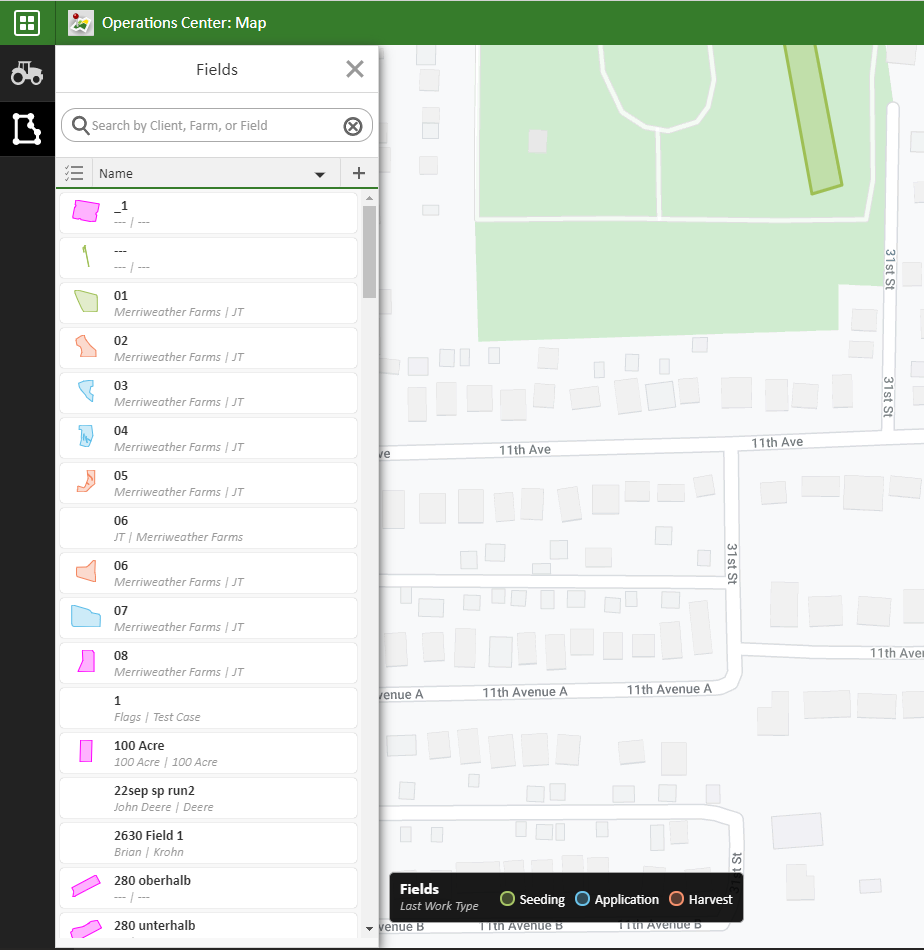 Operations Center: Map
Fields
Search by Client, Farm, or Field
Name
_1
--- | ---
---
--- | ---
01
Merriweather Farms | JT
02
Merriweather Farms | JT
03
Merriweather Farms | JT
04
Merriweather Farms | JT
05
Merriweather Farms | JT
06
JT | Merriweather Farms
06
Merriweather Farms | JT
07
Merriweather Farms | JT
08
Merriweather Farms | JT
1
Flags | Test Case
100 Acre
100 Acre | 100 Acre
22sep sp run2
John Deere | Deere
2630 Field 1
Brian | Krohn
280 oberhalb
--- | ---
280 unterhalb
31st St
31st St
11th Ave
11th Ave
ve
31st St
11th Aven
venue A
11th Avenue A
11th Avenue A
31st St
Fields
Last Work Type
Seeding
Application
Harvest
venue B
11th Avenue B
11th Avenue B